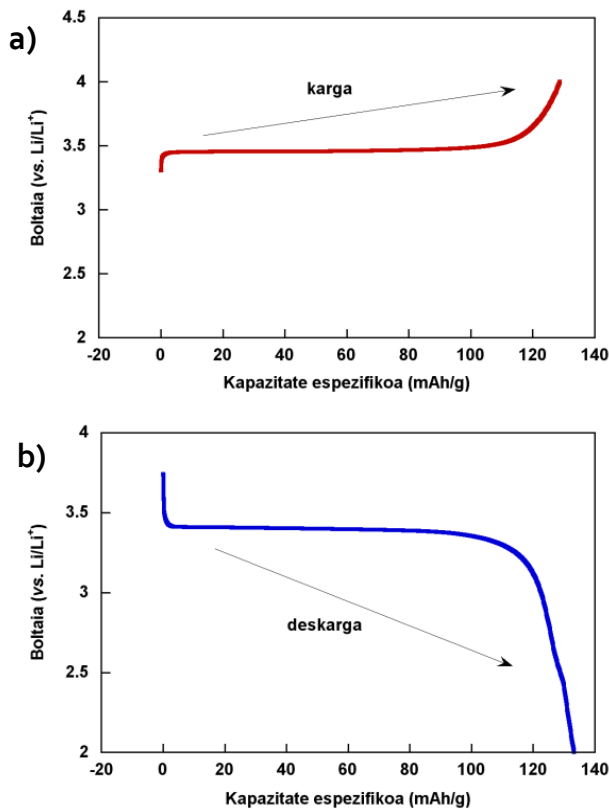 a)
4.5
4
3.5
3
2.5
2
Boltaia (vs. Li/Li⁺)
karga
-20 0 20 40 60 80 100 120 140
Kapazitate espezifikoa (mAh/g)
b)
4
3.5
3
2.5
2
Boltaia (vs. Li/Li⁺)
deskarga
-20 0 20 40 60 80 100 120 140
Kapazitate espezifikoa (mAh/g)